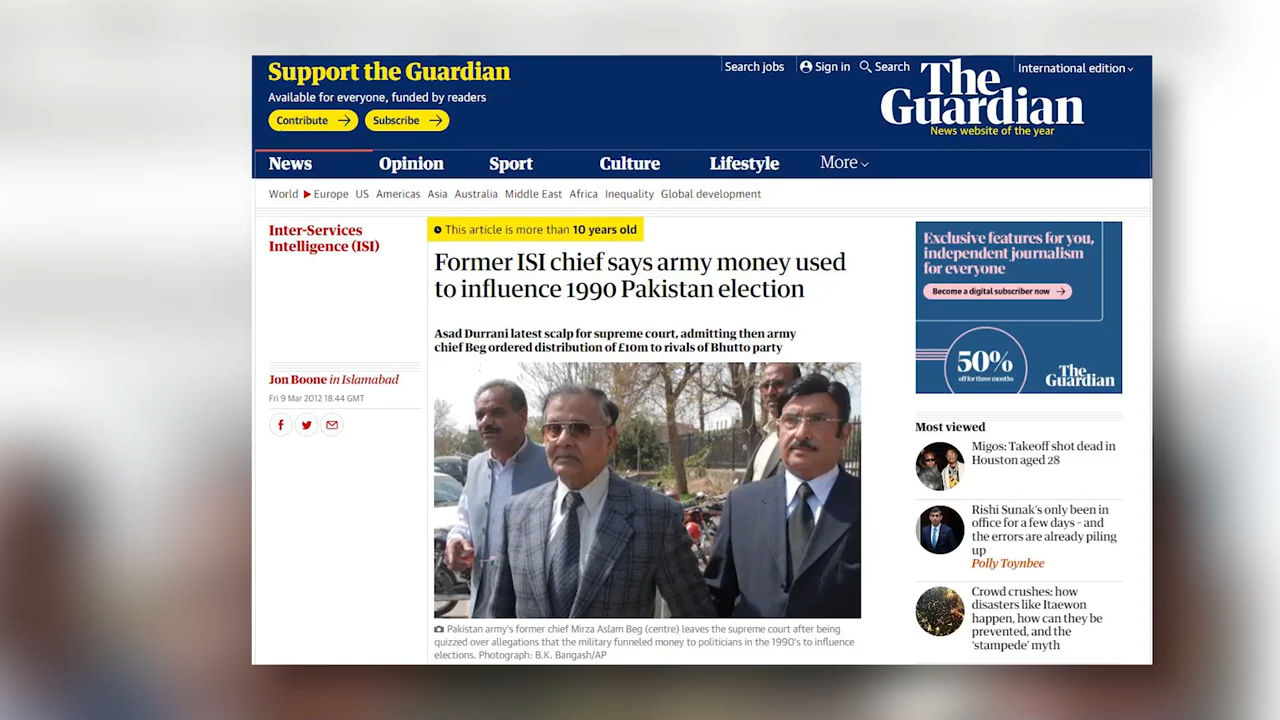 Support the Guardian
Available for everyone, funded by readers
Contribute
Subscribe
Search jobs
Sign in
Search
The
Guardian
News website of the year
International edition
News
Opinion
Sport
Culture
Lifestyle
More
World
Europe
US
Americas
Asia
Australia
Middle East
Africa
Inequality
Global development
Inter-Services
Intelligence (ISI)
This article is more than 10 years old
Former ISI chief says army money used
to influence 1990 Pakistan election
Asad Durrani latest scalp for supreme court, admitting then army
chief Beg ordered distribution of £10m to rivals of Bhutto party
Jon Boone in Islamabad
Fri 9 Mar 2012 18.44 GMT
Pakistan army's former chief Mirza Aslam Beg (centre) leaves the supreme court after being
quizzed over allegations that the military funneled money to politicians in the 1990's to influence
elections. Photograph: B.K. Bangash/AP
Exclusive features for you,
independent journalism
for everyone
Become a digital subscriber now
50%
off for three months
The
Guardian
Most viewed
Migos: Takeoff shot dead in
Houston aged 28
Rishi Sunak's only been in
office for a few days – and
the errors are already piling
up
Polly Toynbee
Crowd crushes: how
disasters like Itaewon
happen, how can they be
prevented, and the
'stampede' myth